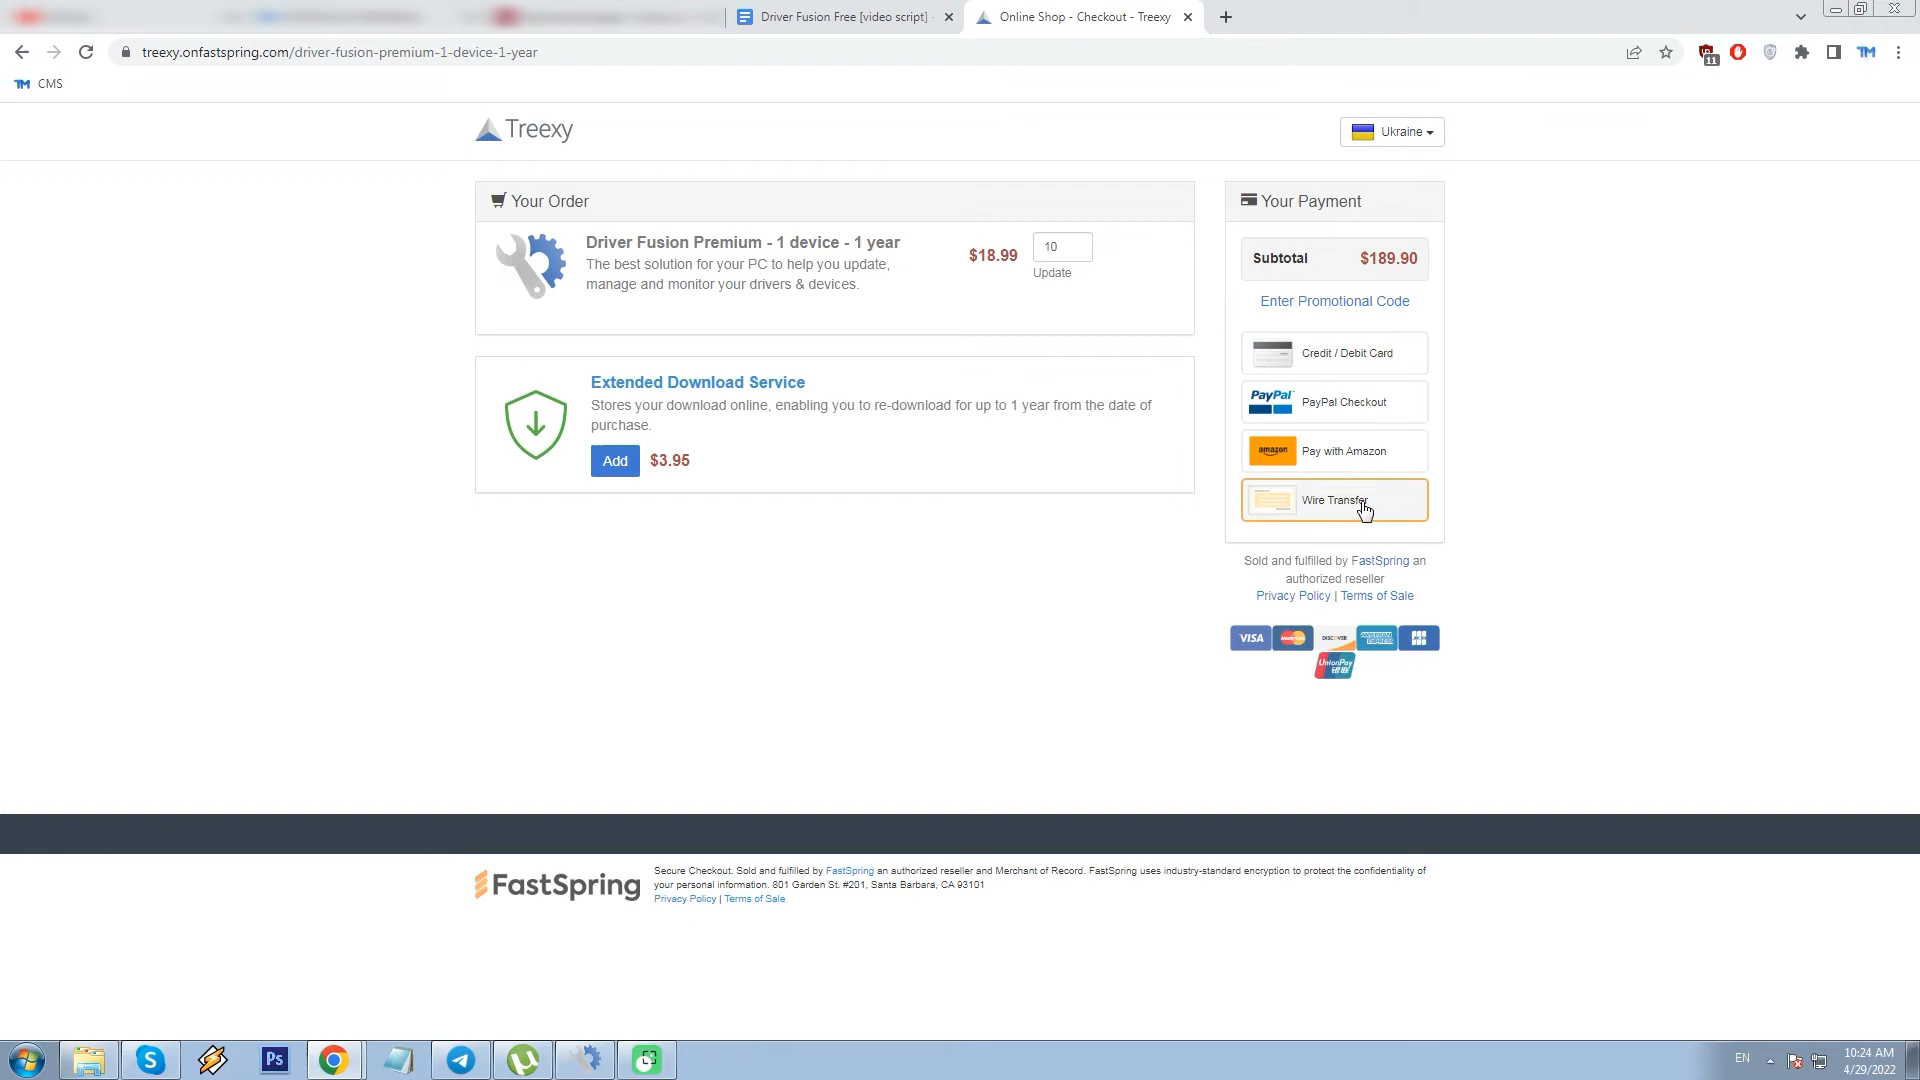 Driver Fusion Free [video script] -
Online Shop - Checkout - Treexy
treexy.onfastspring.com/driver-fusion-premium-1-device-1-year
11
TM
TM CMS
Treexy
Ukraine
Your Order
Your Payment
Driver Fusion Premium - 1 device - 1 year
The best solution for your PC to help you update,
manage and monitor your drivers & devices.
$18.99
10
Update
Subtotal $189.90
Enter Promotional Code
Credit / Debit Card
PayPal PayPal Checkout
amazon Pay with Amazon
Wire Transfer
Extended Download Service
Stores your download online, enabling you to re-download for up to 1 year from the date of
purchase.
Add $3.95
Sold and fulfilled by FastSpring an
authorized reseller
Privacy Policy | Terms of Sale
VISA MasterCard DISCOVER AMERICAN EXPRESS JCB
UnionPay 银联
FastSpring
Secure Checkout. Sold and fulfilled by FastSpring an authorized reseller and Merchant of Record. FastSpring uses industry-standard encryption to protect the confidentiality of
your personal information. 801 Garden St. #201, Santa Barbara, CA 93101
Privacy Policy | Terms of Sale
S
Ps
EN
10:24 AM
4/29/2022